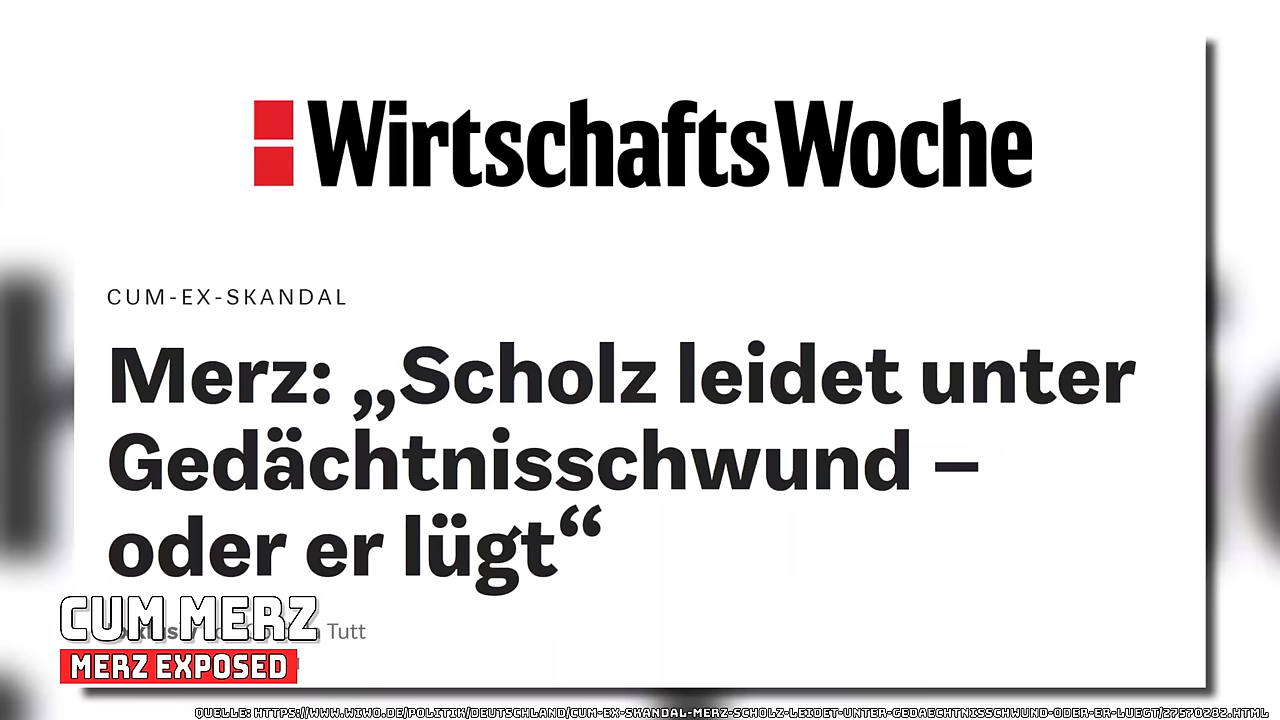 WirtschaftsWoche
CUM-EX-SKANDAL
Merz: „Scholz leidet unter
Gedächtnisschwund –
oder er lügt“
CUM MERZ
Tutt
MERZ EXPOSED
QUELLE: HTTPS://WWW.WIWO.DE/POLITIK/DEUTSCHLAND/CUM-EX-SKANDAL-MERZ-SCHOLZ-LEIDET-UNTER-GEDAECHTNISSCHWUND-ODER-ER-LUEGT/27570282.HTML